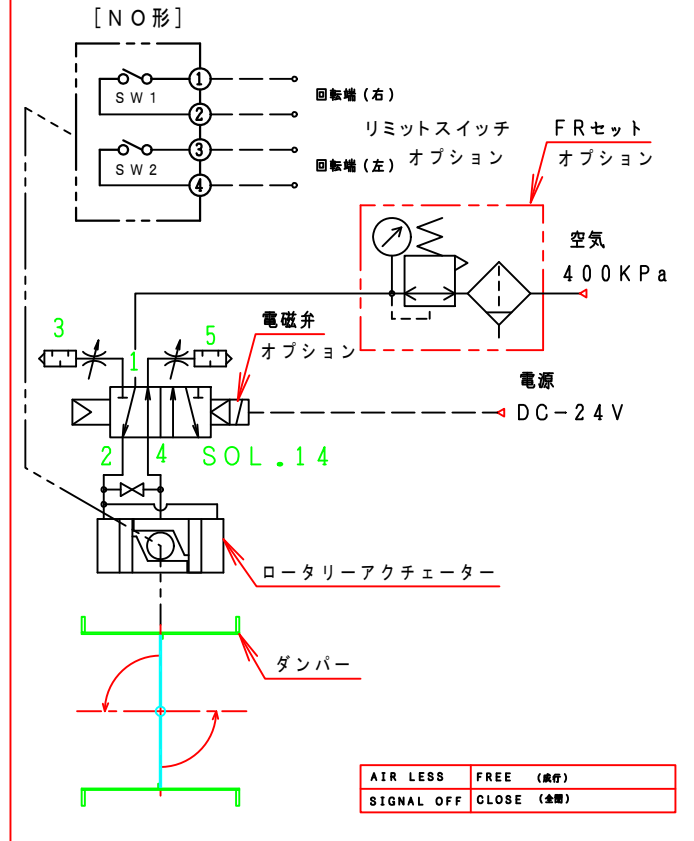 [NO形]
SW1
1
2
回転端(右)
SW2
3
4
回転端(左)
リミットスイッチ
オプション
FRセット
オプション
空気
400KPa
電磁弁
オプション
3
1
5
電源
DC-24V
2
4
SOL.14
ロータリーアクチェーター
ダンパー
AIR LESS FREE (成行)
SIGNAL OFF CLOSE (全閉)